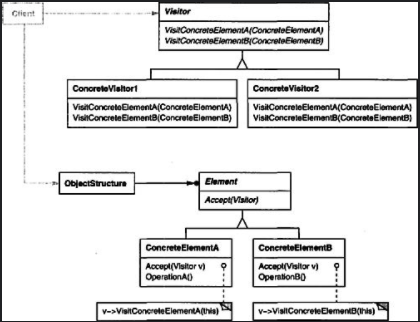 Client
Visitor
VisitConcreteElementA(ConcreteElementA)
VisitConcreteElementB(ConcreteElementB)
ConcreteVisitor1
VisitConcreteElementA(ConcreteElementA)
VisitConcreteElementB(ConcreteElementB)
ConcreteVisitor2
VisitConcreteElementA(ConcreteElementA)
VisitConcreteElementB(ConcreteElementB)
ObjectStructure
Element
Accept(Visitor)
ConcreteElementA
Accept(Visitor v)
OperationA()
ConcreteElementB
Accept(Visitor v)
OperationB()
v->VisitConcreteElementA(this)
v->VisitConcreteElementB(this)